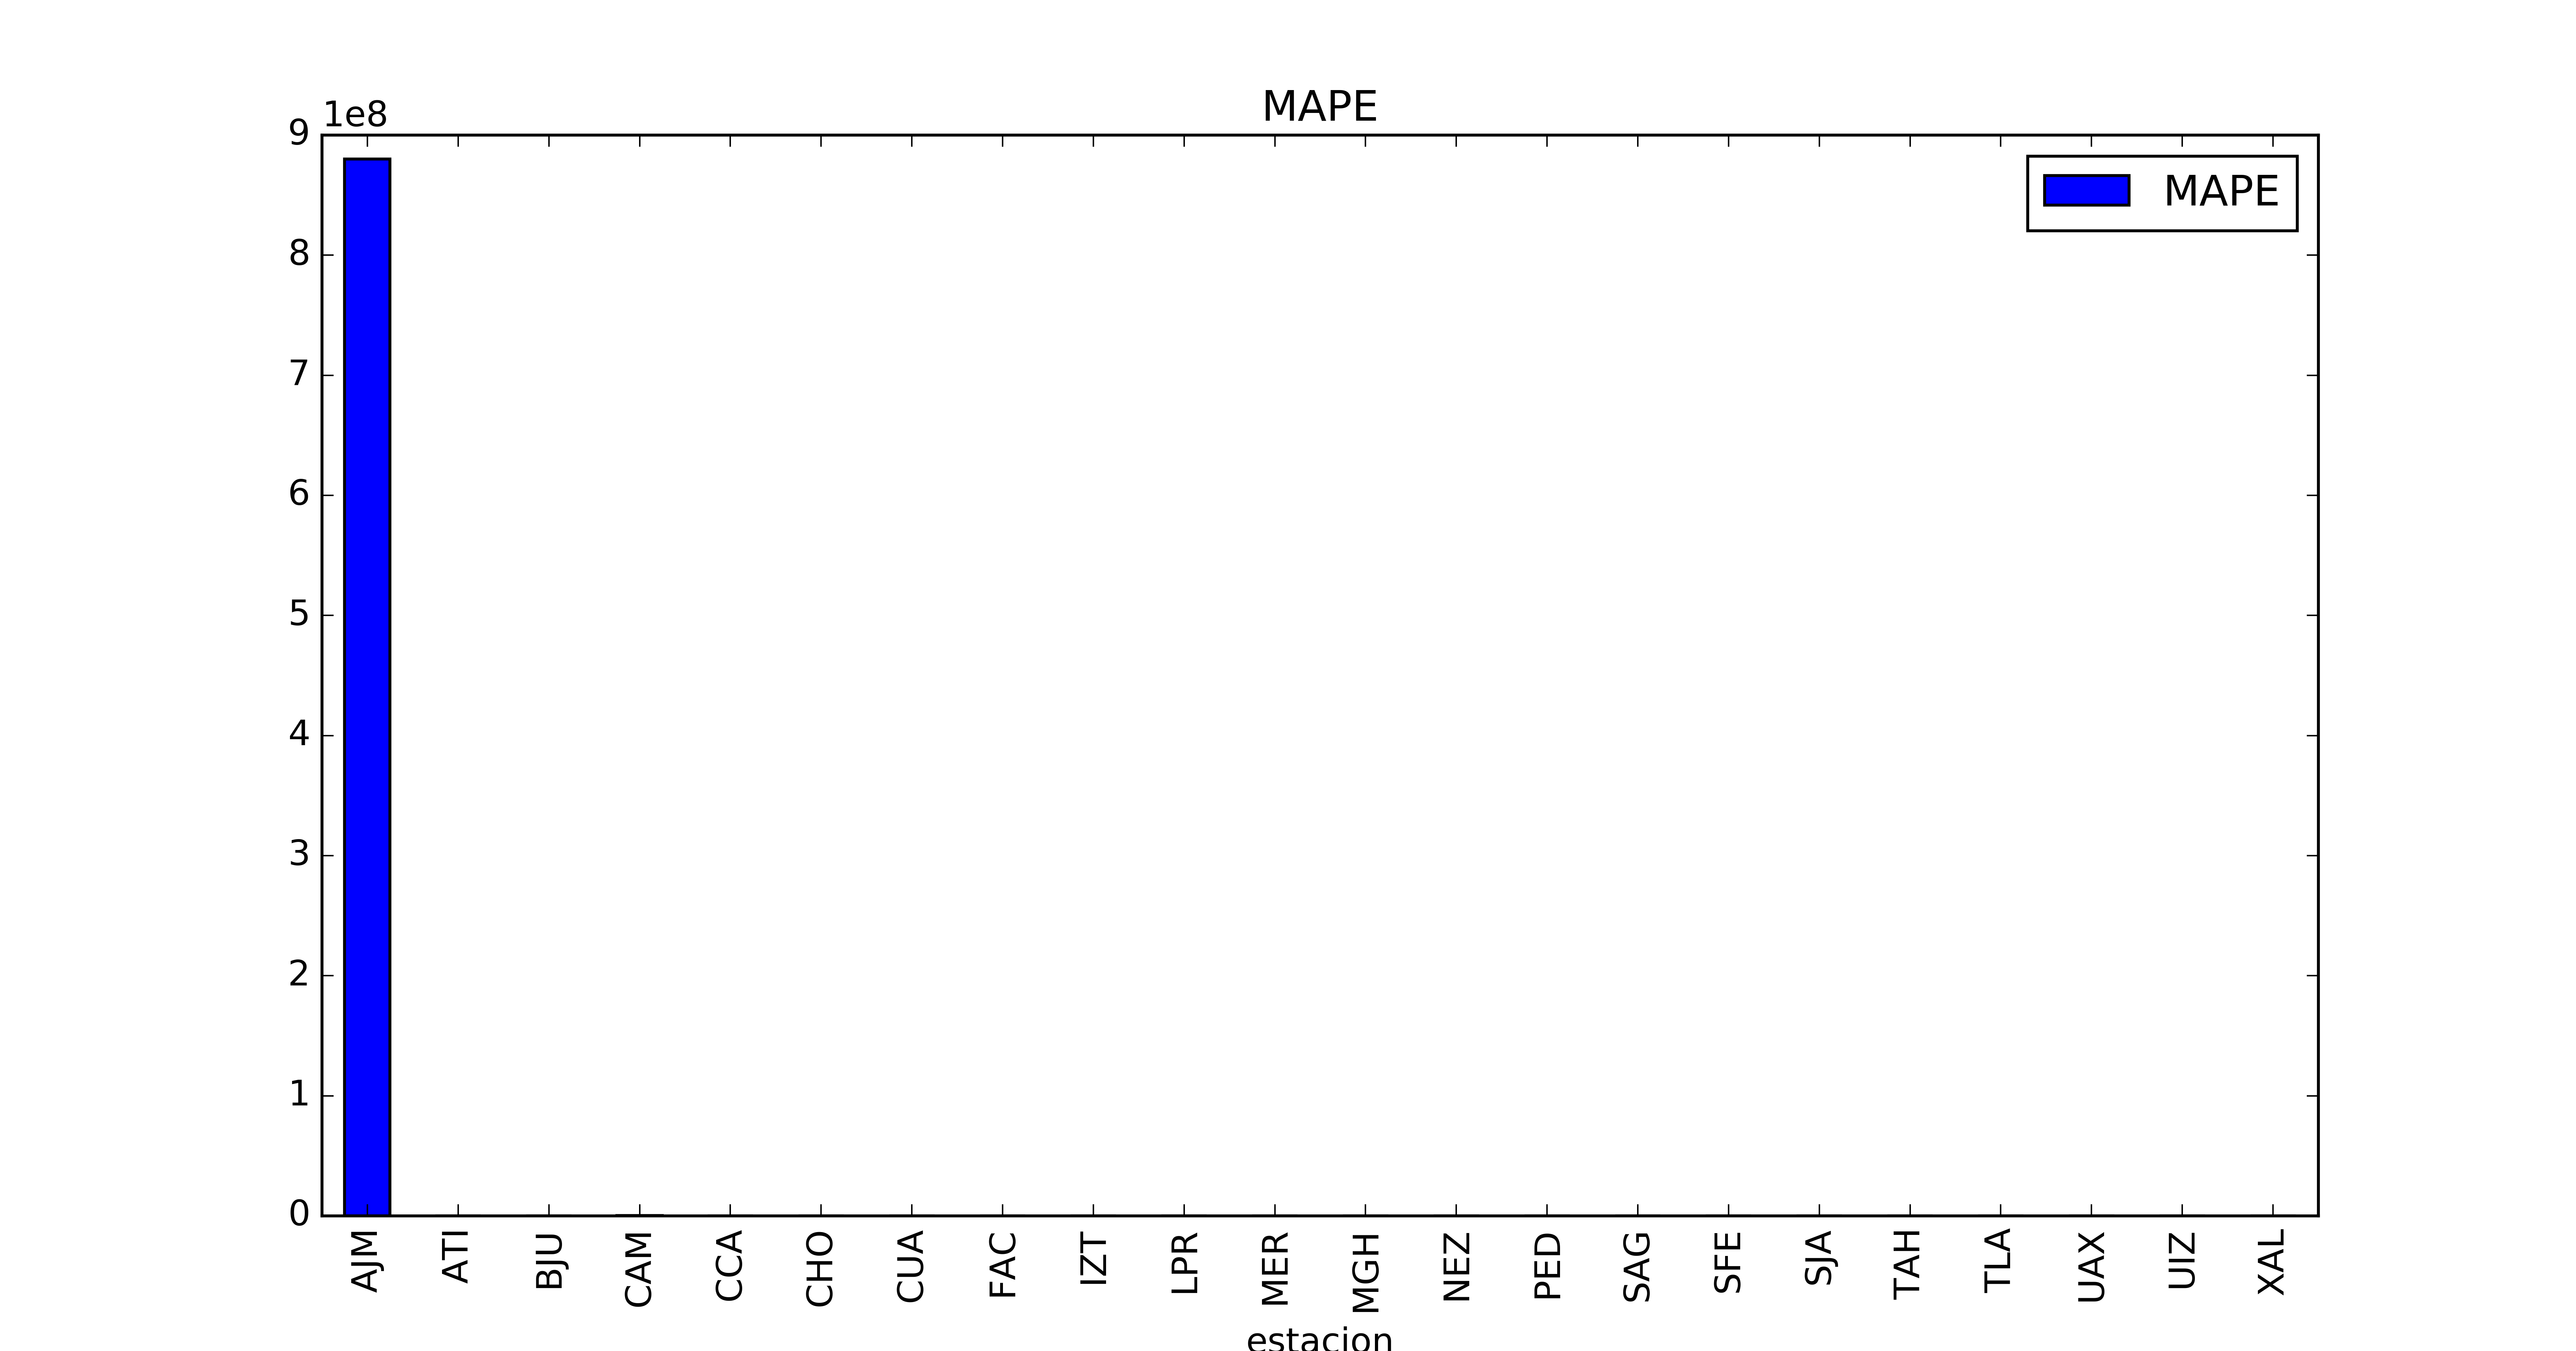 MAPE
1e8
MAPE
9
8
7
6
5
4
3
2
1
0
AJM
ATI
BJU
CAM
CCA
CHO
CUA
FAC
IZT
LPR
MER
MGH
NEZ
PED
SAG
SFE
SJA
TAH
TLA
UAX
UIZ
XAL
estacion